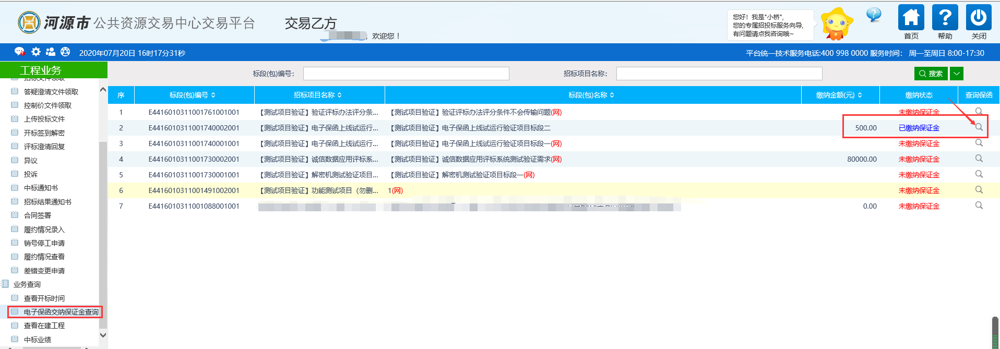 河源市 公共资源交易中心交易平台
交易乙方
，欢迎您！
您好！我是"小桥",
您的专属招投标服务向导,
有问题请点我咨询哦~
首页
帮助
关闭
2020年07月20日 16时17分31秒
平台统一技术服务电话:400 998 0000 服务时间： 周一至周日 8:00-17:30
工程业务
招标文件领取
答疑澄清文件领取
控制价文件领取
上传投标文件
开标签到解密
评标澄清回复
异议
投诉
中标通知书
招标结果通知书
合同签署
履约情况录入
销号停工申请
履约情况查看
差错变更申请
业务查询
查看开标时间
电子保函交纳保证金查询
查看在建工程
中标业绩
标段(包)编号：
招标项目名称：
搜索
序 标段(包)编号 招标项目名称 标段(包)名称 缴纳金额(元) 缴纳状态 查询保函
1 E4416010311001761001001 【测试项目验证】验证评标办法评分条... 【测试项目验证】验证评标办法评分条件不会传输问题(网) 未缴纳保证金
2 E4416010311001740002001 【测试项目验证】电子保函上线试运行... 【测试项目验证】电子保函上线试运行验证项目标段二 500.00 已缴纳保证金
3 E4416010311001740001001 【测试项目验证】电子保函上线试运行... 【测试项目验证】电子保函上线试运行验证项目标段一(网) 未缴纳保证金
4 E4416010311001730002001 【测试项目验证】诚信数据应用评标系... 【测试项目验证】诚信数据应用评标系统测试验证需求(网) 80000.00 未缴纳保证金
5 E4416010311001730001001 【测试项目验证】解密机测试验证项目... 【测试项目验证】解密机测试验证项目标段一(网) 未缴纳保证金
6 E4416010311001491002001 【测试项目验证】功能测试项目（勿删... 1(网) 未缴纳保证金
7 E4416010311001088001001 0.00 未缴纳保证金